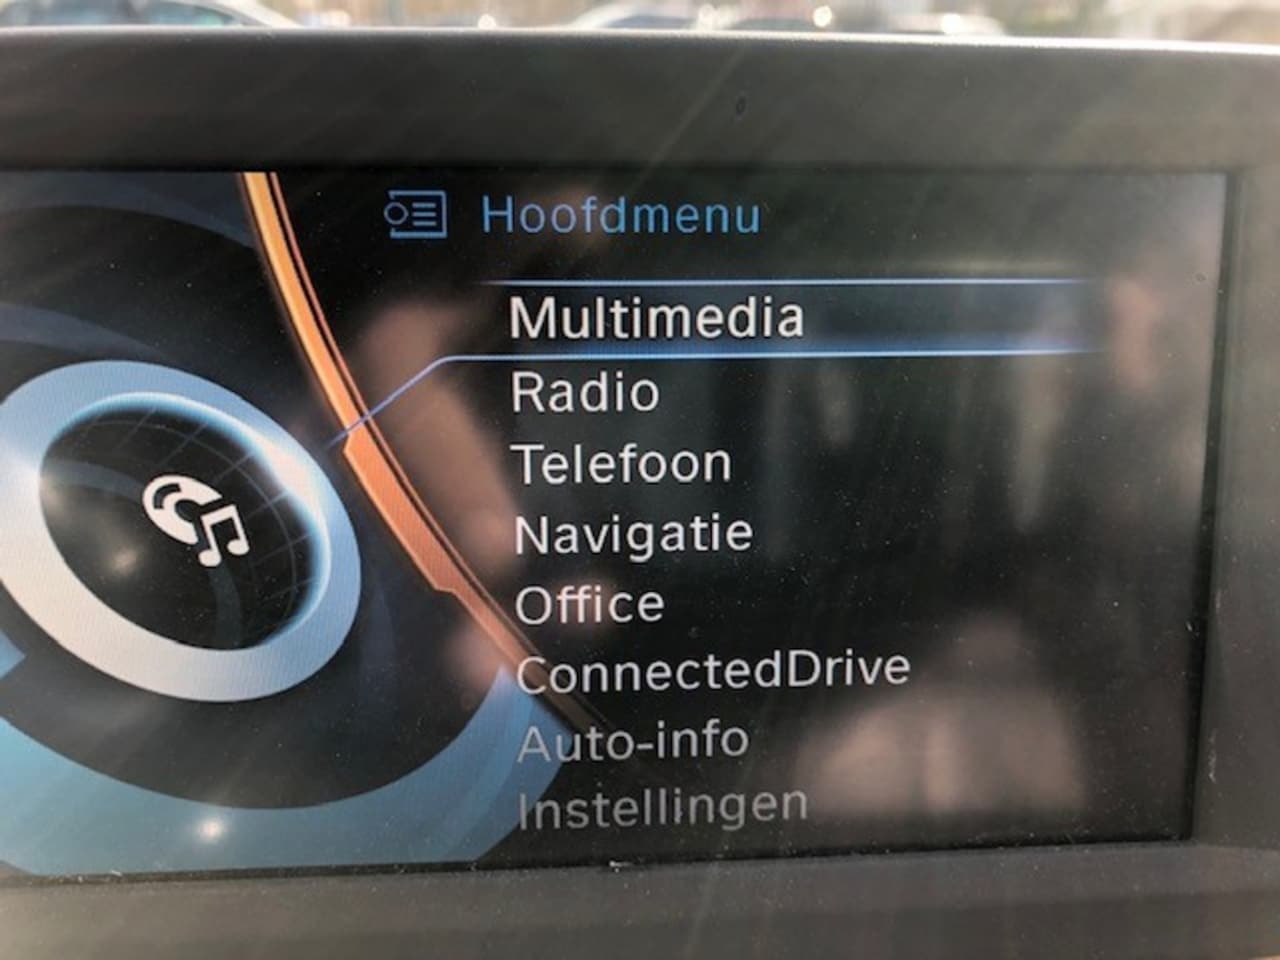 Hoofdmenu
Multimedia
Radio
Telefoon
Navigatie
Office
ConnectedDrive
Auto-info
Instellingen